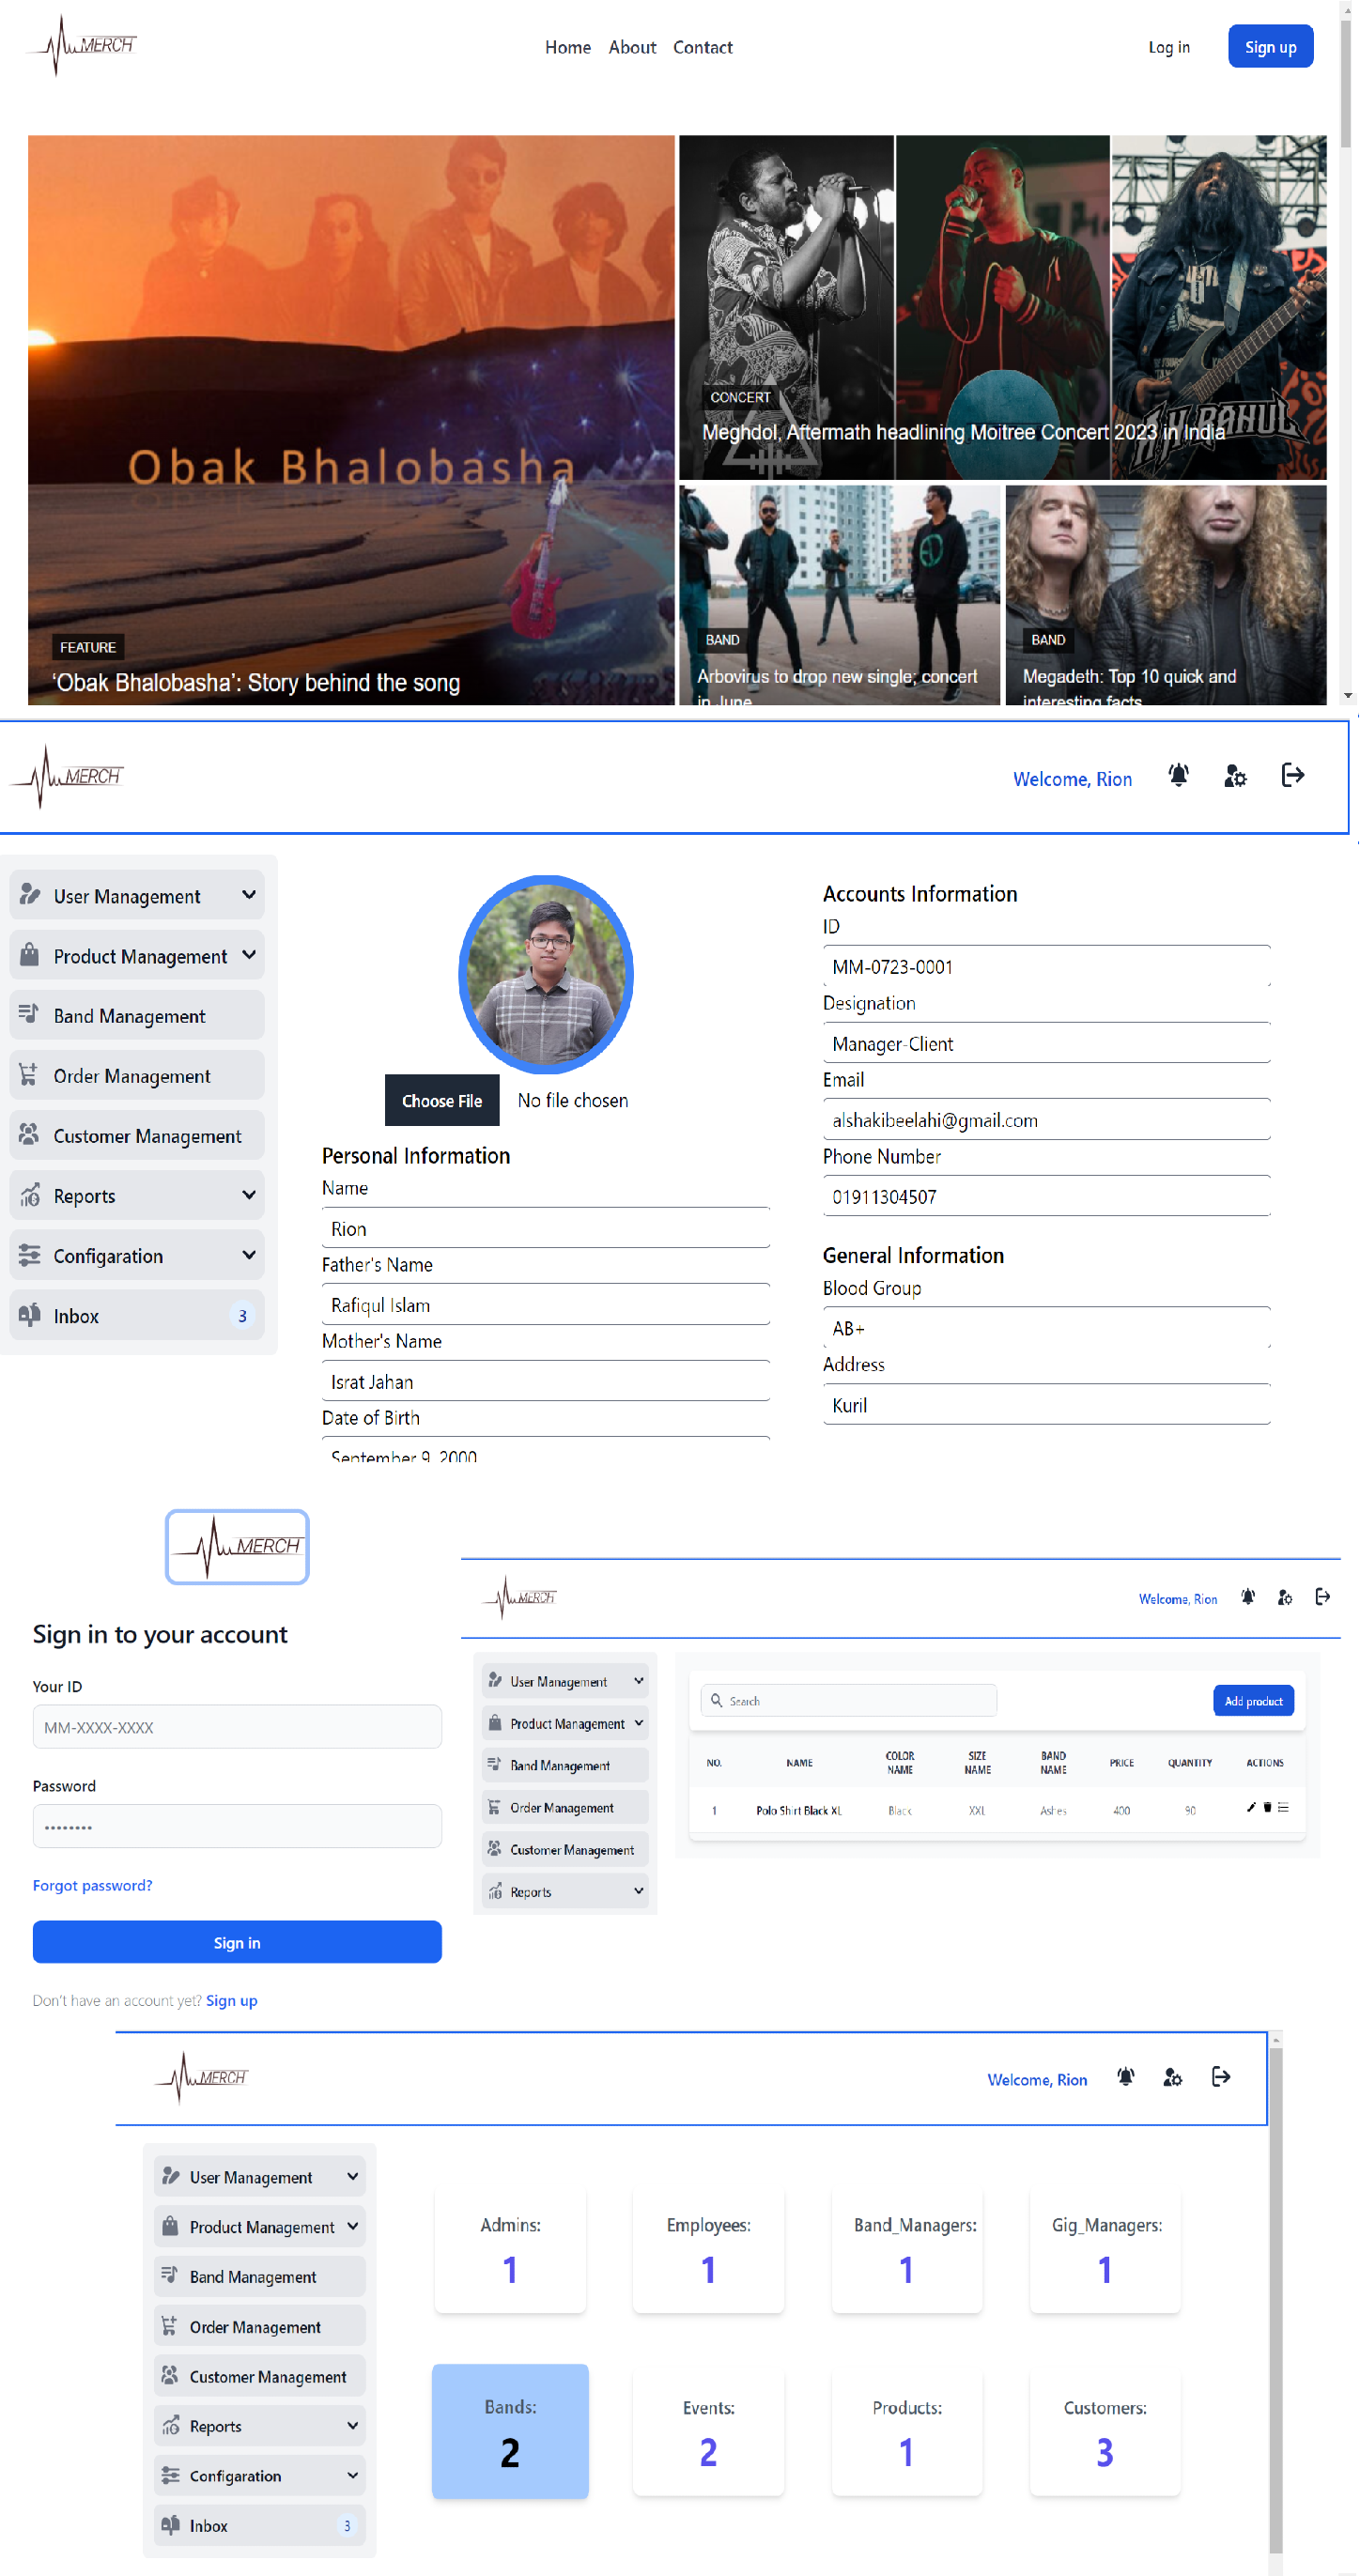 MERCH
Home About Contact
Log in
Sign up
Obak Bhalobasha
FEATURE
‘Obak Bhalobasha’: Story behind the song
CONCERT
Meghdol, Aftermath headlining Moitree Concert 2023 in India
AH RAHUL
BAND
Arbovirus to drop new single; concert
in June
BAND
Megadeth: Top 10 quick and
interesting facts
MERCH
Welcome, Rion
User Management
Product Management
Band Management
Order Management
Customer Management
Reports
Configaration
Inbox 3
Choose File No file chosen
Personal Information
Name
Rion
Father's Name
Rafiqul Islam
Mother's Name
Israt Jahan
Date of Birth
September 9, 2000
Accounts Information
ID
MM-0723-0001
Designation
Manager-Client
Email
alshakibeelahi@gmail.com
Phone Number
01911304507
General Information
Blood Group
AB+
Address
Kuril
MERCH
Sign in to your account
Your ID
MM-XXXX-XXXX
Password
••••••••
Forgot password?
Sign in
Don't have an account yet? Sign up
MERCH
Welcome, Rion
User Management
Product Management
Band Management
Order Management
Customer Management
Reports
Search
Add product
NO. NAME COLOR NAME SIZE NAME BAND NAME PRICE QUANTITY ACTIONS
1 Polo Shirt Black XL Black XXL Ashes 400 90
MERCH
Welcome, Rion
User Management
Product Management
Band Management
Order Management
Customer Management
Reports
Configaration
Inbox 3
Admins: Employees: Band_Managers: Gig_Managers:
1 1 1 1
Bands: Events: Products: Customers:
2 2 1 3